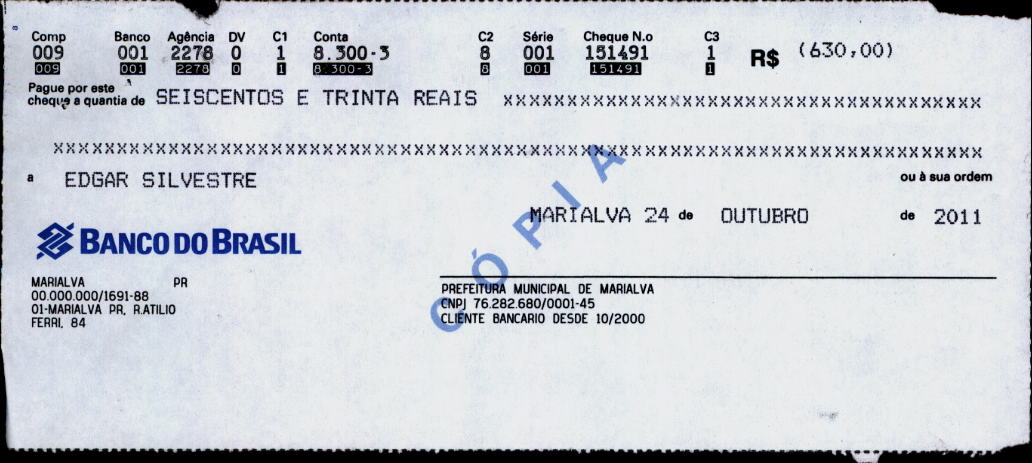 Comp Banco Agência DV C1 Conta C2 Série Cheque N.o C3
009 001 2278 0 1 8.300-3 8 001 151491 1 R$ (630,00)
009 001 2278 0 1 8.300-3 8 001 151491 1
Pague por este
cheque a quantia de SEISCENTOS E TRINTA REAIS XXXXXXXXXXXXXXXXXXXXXXXXXXXXXXXXXXXXXXXXXXXXX
XXXXXXXXXXXXXXXXXXXXXXXXXXXXXXXXXXXXXXXXXXXXXXXXXXXXXXXXXXXXXXXXXXXXXXXXXXXXXXXXXXXXXXX
a EDGAR SILVESTRE ou à sua ordem
MARIALVA 24 de OUTUBRO de 2011
BANCO DO BRASIL
CÓPIA
MARIALVA PR
00.000.000/1691-88
01-MARIALVA PR, R.ATILIO
FERRI, 84
PREFEITURA MUNICIPAL DE MARIALVA
CNPJ 76.282.680/0001-45
CLIENTE BANCARIO DESDE 10/2000